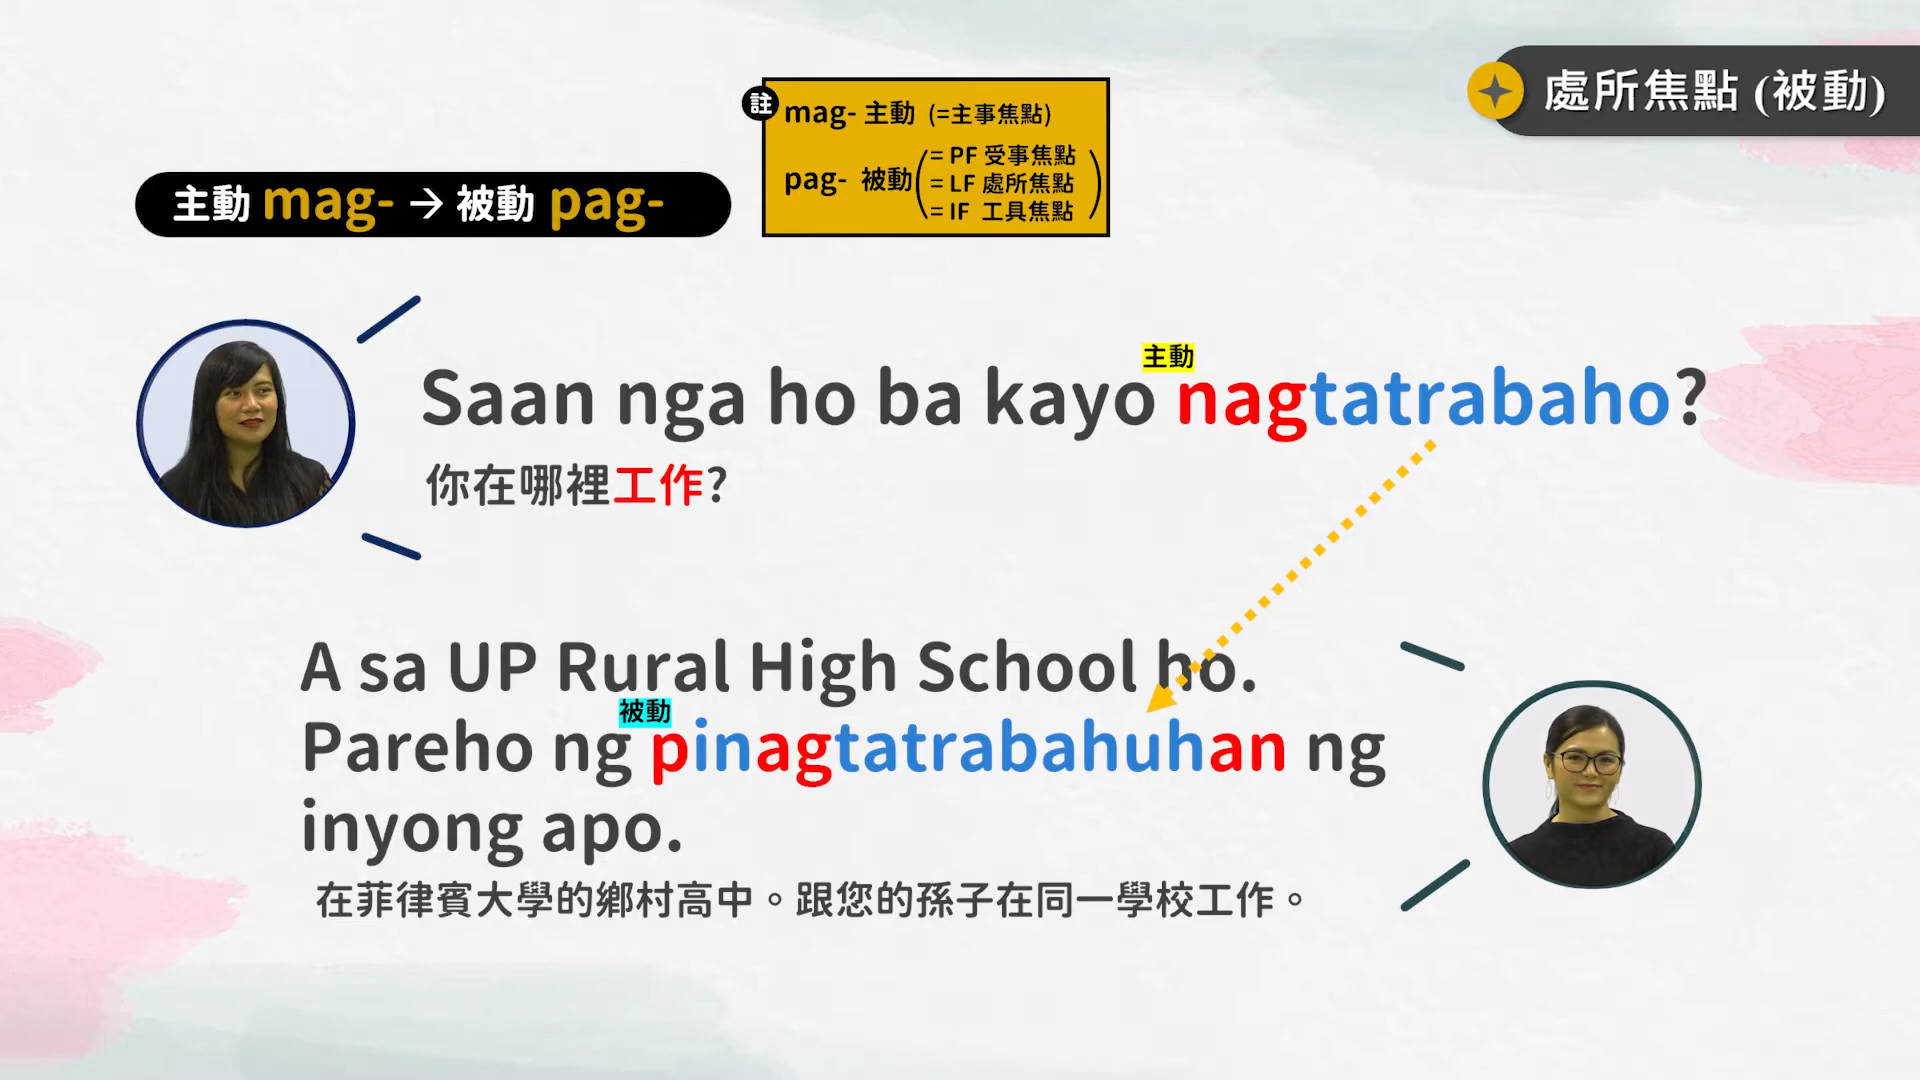 處所焦點 (被動)
註
mag- 主動 (=主事焦點)
pag- 被動
= PF 受事焦點
= LF 處所焦點
= IF 工具焦點
主動 mag- → 被動 pag-
主動
Saan nga ho ba kayo nagtatrabaho?
你在哪裡工作?
A sa UP Rural High School ho.
被動
Pareho ng pinagtatrabahuhan ng
inyong apo.
在菲律賓大學的鄉村高中。跟您的孫子在同一學校工作。